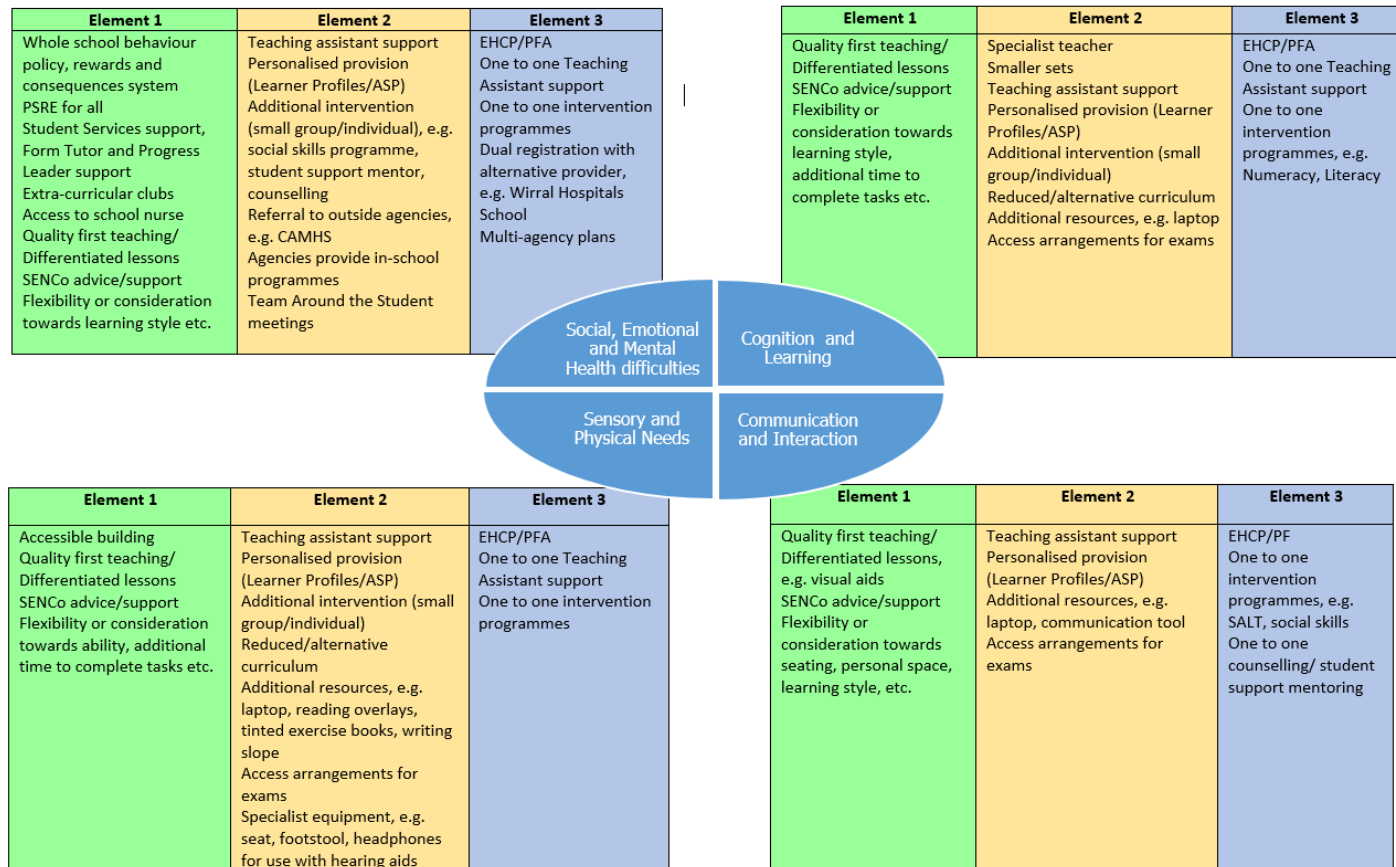 Element 1
Whole school behaviour
policy, rewards and
consequences system
PSRE for all
Student Services support,
Form Tutor and Progress
Leader support
Extra-curricular clubs
Access to school nurse
Quality first teaching/
Differentiated lessons
SENCo advice/support
Flexibility or consideration
towards learning style etc.
Element 2
Teaching assistant support
Personalised provision
(Learner Profiles/ASP)
Additional intervention
(small group/individual), e.g.
social skills programme,
student support mentor,
counselling
Referral to outside agencies,
e.g. CAMHS
Agencies provide in-school
programmes
Team Around the Student
meetings
Element 3
EHCP/PFA
One to one Teaching
Assistant support
One to one intervention
programmes
Dual registration with
alternative provider,
e.g. Wirral Hospitals
School
Multi-agency plans
Element 1
Quality first teaching/
Differentiated lessons
SENCo advice/support
Flexibility or
consideration towards
learning style,
additional time to
complete tasks etc.
Element 2
Specialist teacher
Smaller sets
Teaching assistant support
Personalised provision (Learner
Profiles/ASP)
Additional intervention (small
group/individual)
Reduced/alternative curriculum
Additional resources, e.g. laptop
Access arrangements for exams
Element 3
EHCP/PFA
One to one Teaching
Assistant support
One to one
intervention
programmes, e.g.
Numeracy, Literacy
Social, Emotional
and Mental
Health difficulties
Cognition and
Learning
Sensory and
Physical Needs
Communication
and Interaction
Element 1
Accessible building
Quality first teaching/
Differentiated lessons
SENCo advice/support
Flexibility or consideration
towards ability, additional
time to complete tasks etc.
Element 2
Teaching assistant support
Personalised provision
(Learner Profiles/ASP)
Additional intervention (small
group/individual)
Reduced/alternative
curriculum
Additional resources, e.g.
laptop, reading overlays,
tinted exercise books, writing
slope
Access arrangements for
exams
Specialist equipment, e.g.
seat, footstool, headphones
for use with hearing aids
Element 3
EHCP/PFA
One to one Teaching
Assistant support
One to one intervention
programmes
Element 1
Quality first teaching/
Differentiated lessons,
e.g. visual aids
SENCo advice/support
Flexibility or
consideration towards
seating, personal space,
learning style, etc.
Element 2
Teaching assistant support
Personalised provision
(Learner Profiles/ASP)
Additional resources, e.g.
laptop, communication tool
Access arrangements for
exams
Element 3
EHCP/PF
One to one
intervention
programmes, e.g.
SALT, social skills
One to one
counselling/ student
support mentoring